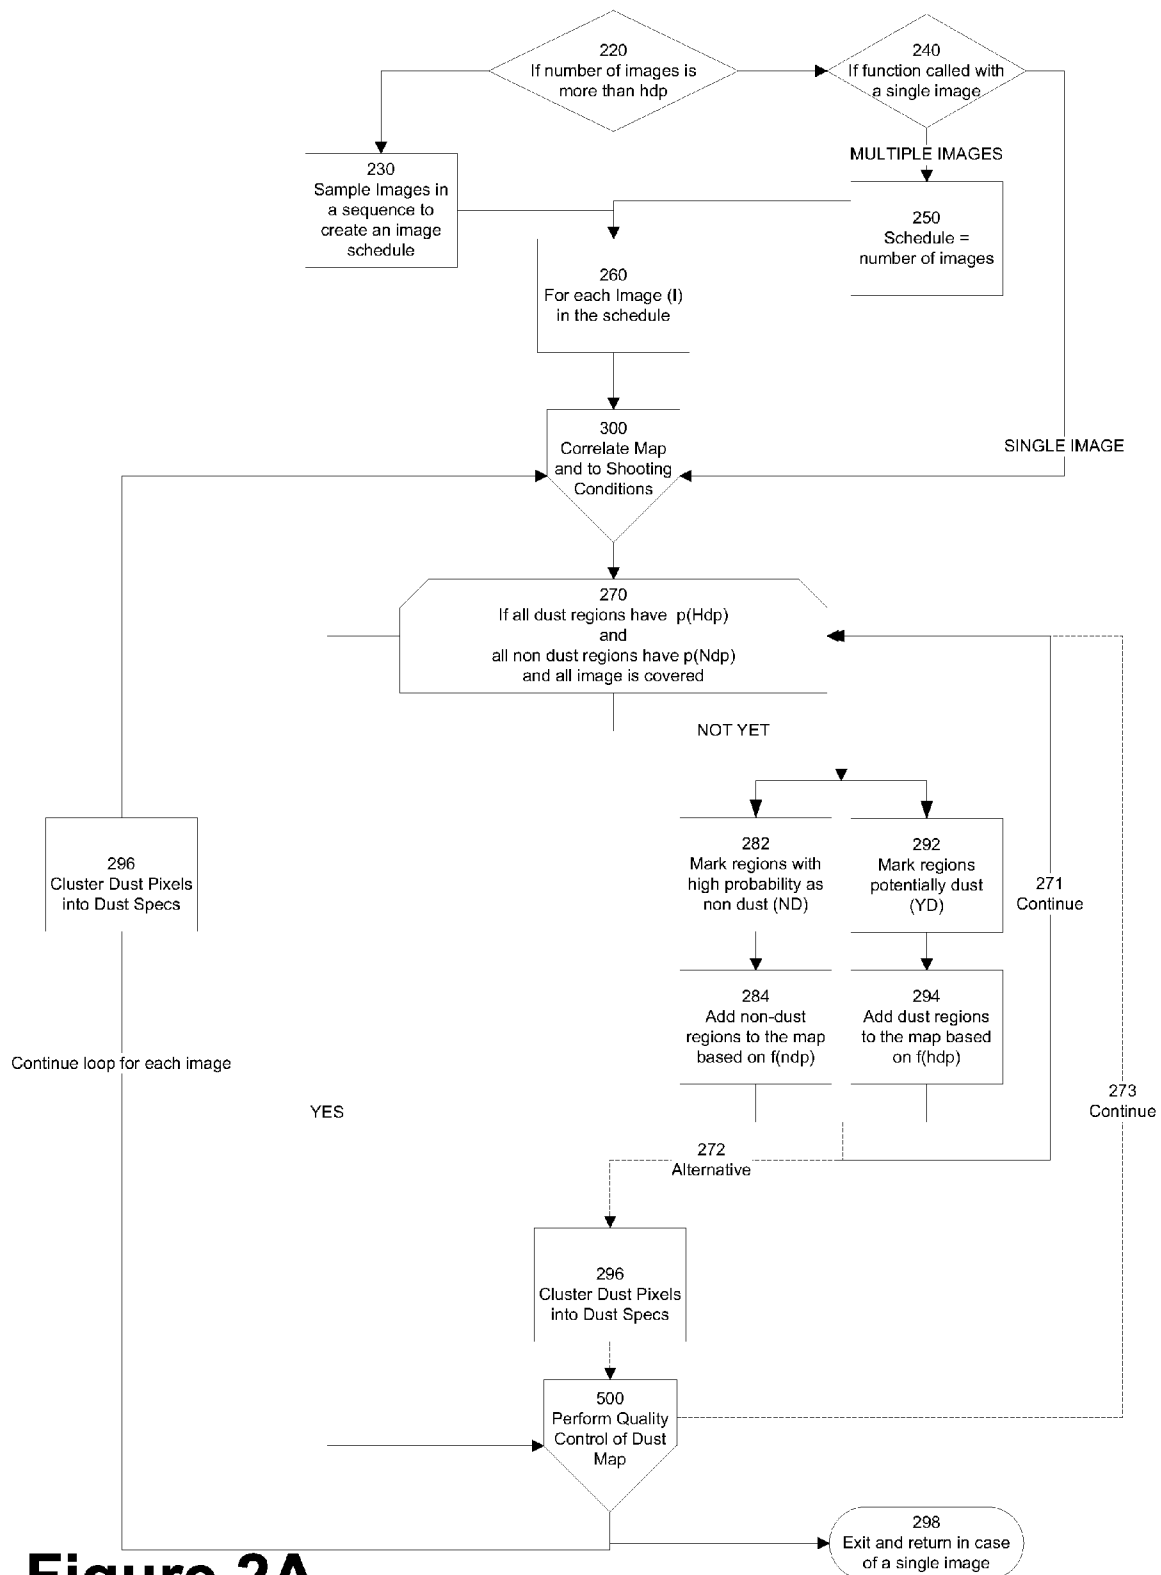 220
If number of images is
more than hdp
240
If function called with
a single image
MULTIPLE IMAGES
230
Sample Images in
a sequence to
create an image
schedule
250
Schedule =
number of images
260
For each Image (I)
in the schedule
300
Correlate Map
and to Shooting
Conditions
SINGLE IMAGE
270
If all dust regions have p(Hdp)
and
all non dust regions have p(Ndp)
and all image is covered
NOT YET
282
Mark regions with
high probability as
non dust (ND)
292
Mark regions
potentially dust
(YD)
271
Continue
296
Cluster Dust Pixels
into Dust Specs
284
Add non-dust
regions to the map
based on f(ndp)
294
Add dust regions
to the map based
on f(hdp)
Continue loop for each image
YES
273
Continue
272
Alternative
296
Cluster Dust Pixels
into Dust Specs
500
Perform Quality
Control of Dust
Map
298
Exit and return in case
of a single image
Figure 2A